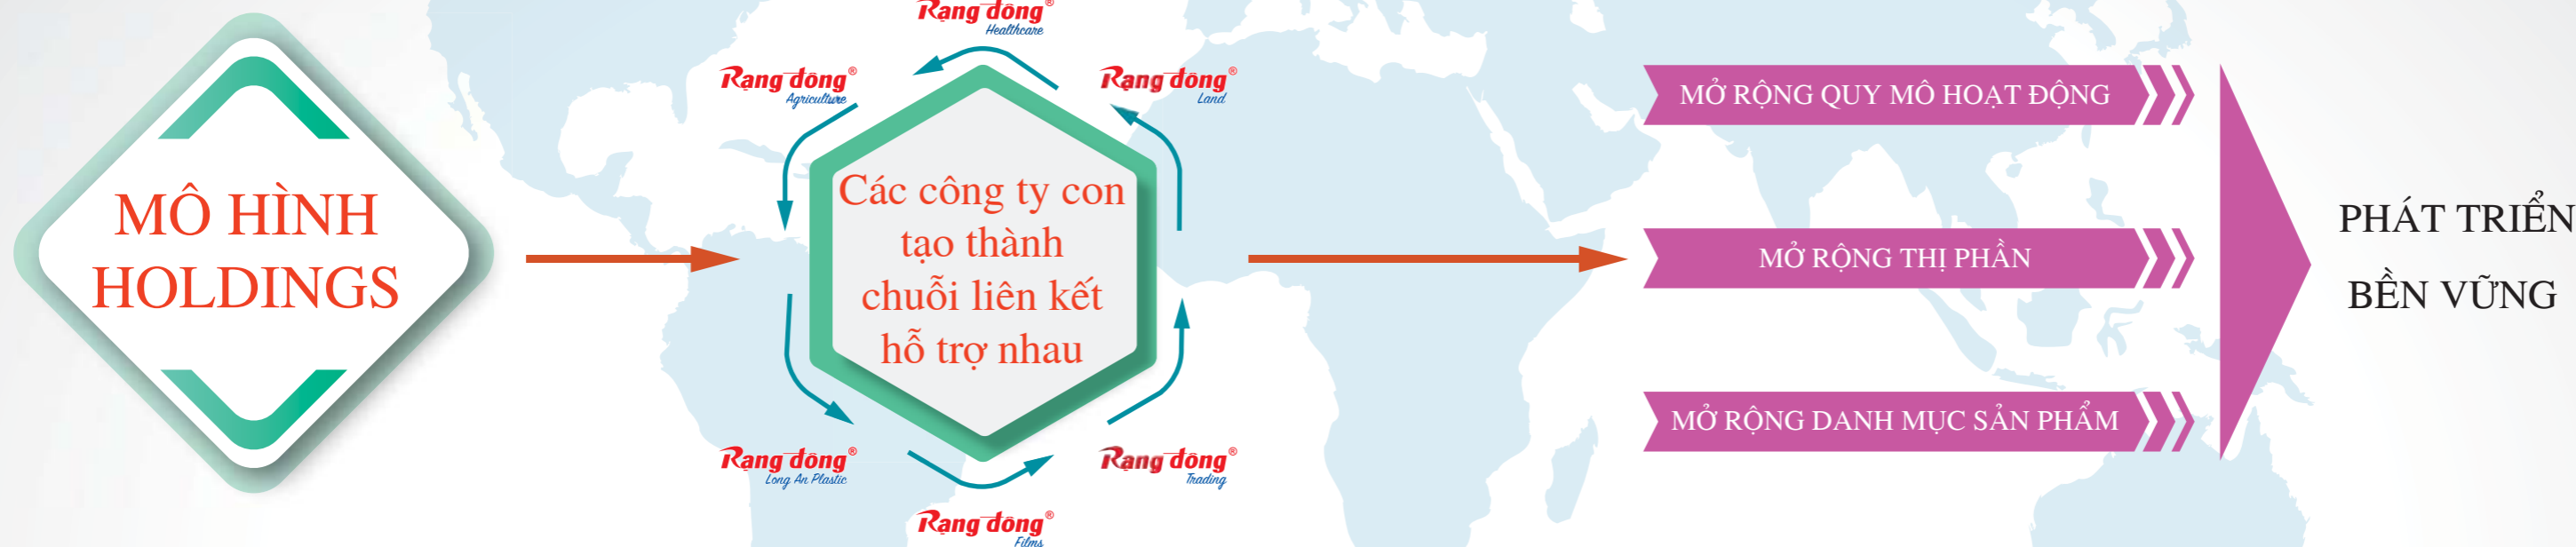 MÔ HÌNH
HOLDINGS
Rạng đông®
Healthcare
Rạng đông®
Agriculture
Rạng đông®
Land
Các công ty con
tạo thành
chuỗi liên kết
hỗ trợ nhau
Rạng đông®
Long An Plastic
Rạng đông®
Trading
Rạng đông®
Films
MỞ RỘNG QUY MÔ HOẠT ĐỘNG
MỞ RỘNG THỊ PHẦN
MỞ RỘNG DANH MỤC SẢN PHẨM
PHÁT TRIỂN
BỀN VỮNG